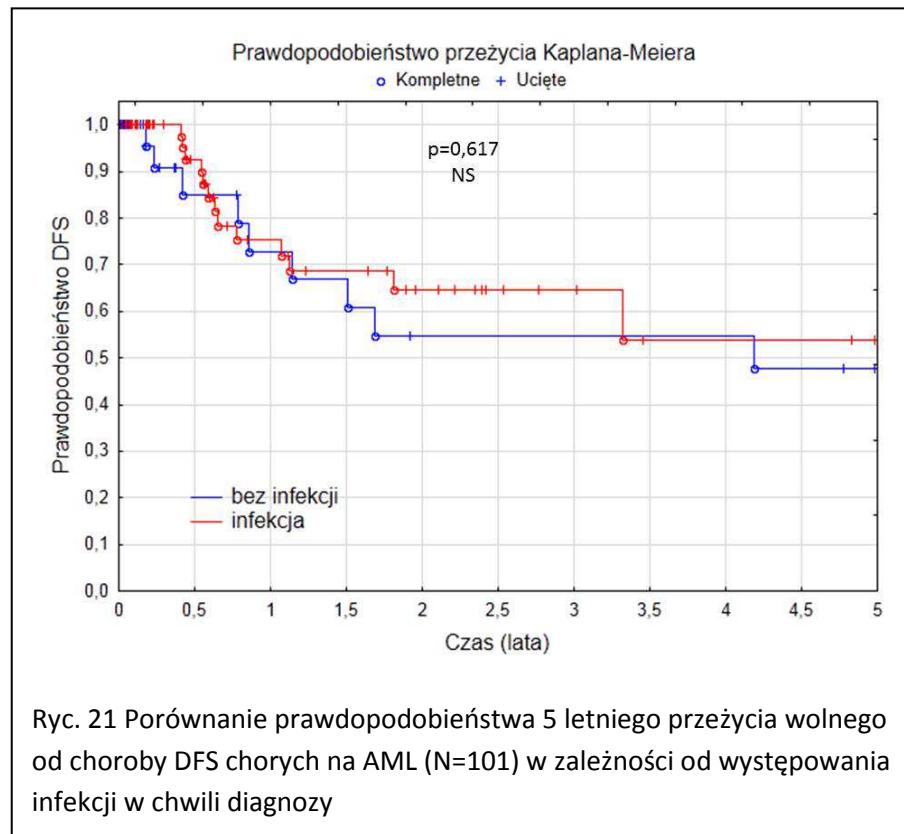 Prawdopodobieństwo przeżycia Kaplana-Meiera
Kompletne + Ucięte
1,0
0,9
0,8
0,7
0,6
0,5
0,4
0,3
0,2
0,1
0,0
Prawdopodobieństwo DFS
p=0,617
NS
bez infekcji
infekcja
0 0,5 1 1,5 2 2,5 3 3,5 4 4,5 5
Czas (lata)
Ryc. 21 Porównanie prawdopodobieństwa 5 letniego przeżycia wolnego
od choroby DFS chorych na AML (N=101) w zależności od występowania
infekcji w chwili diagnozy